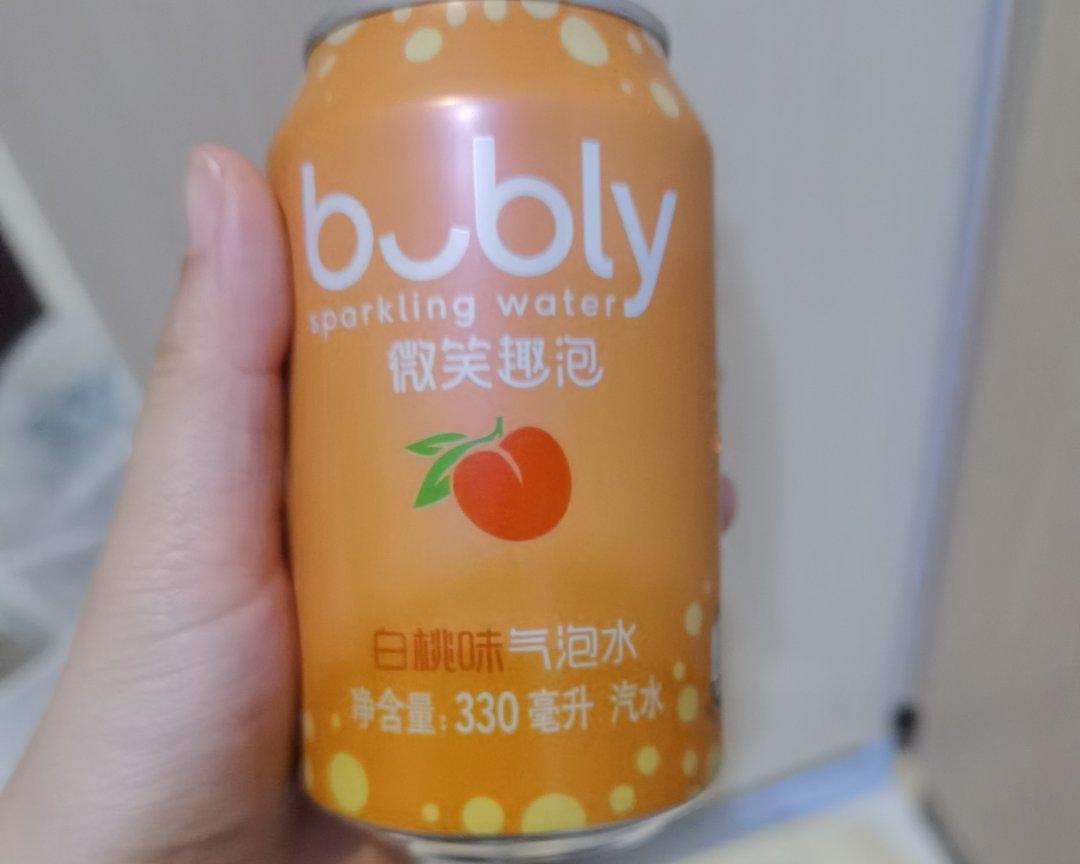 bubly
sparkling water
微笑趣泡
白桃味气泡水
净含量:330毫升 汽水